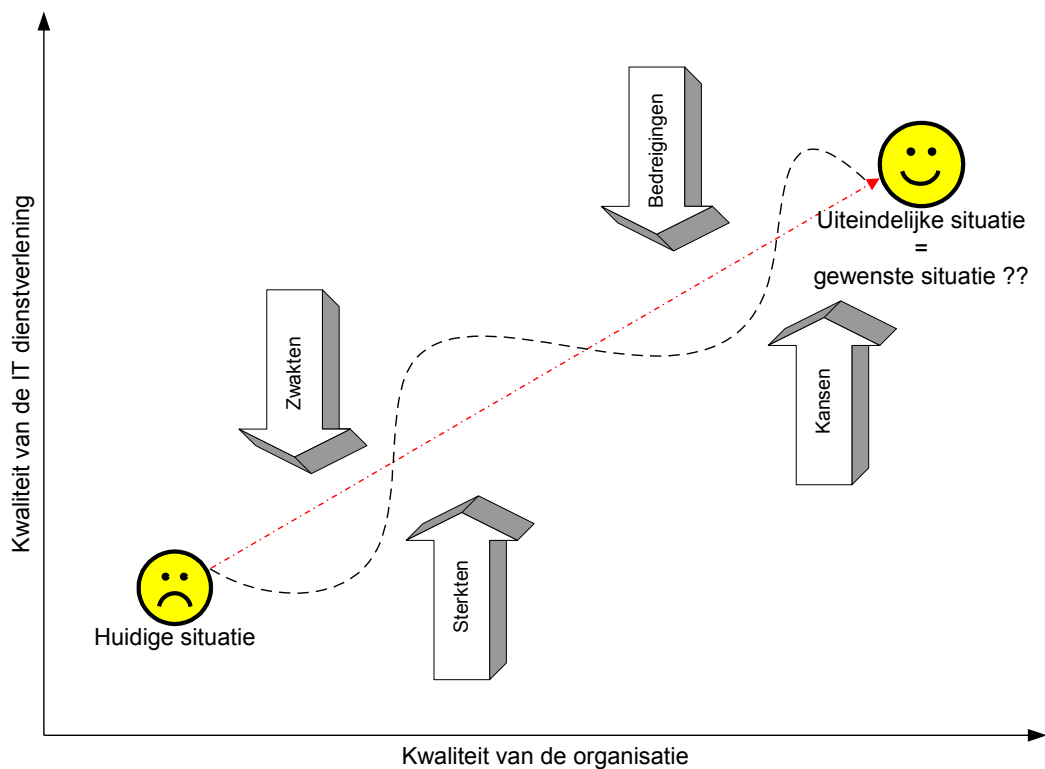 Kwaliteit van de IT dienstverlening
Bedreigingen
Uiteindelijke situatie
=
gewenste situatie ??
Zwakten
Kansen
Sterkten
Huidige situatie
Kwaliteit van de organisatie